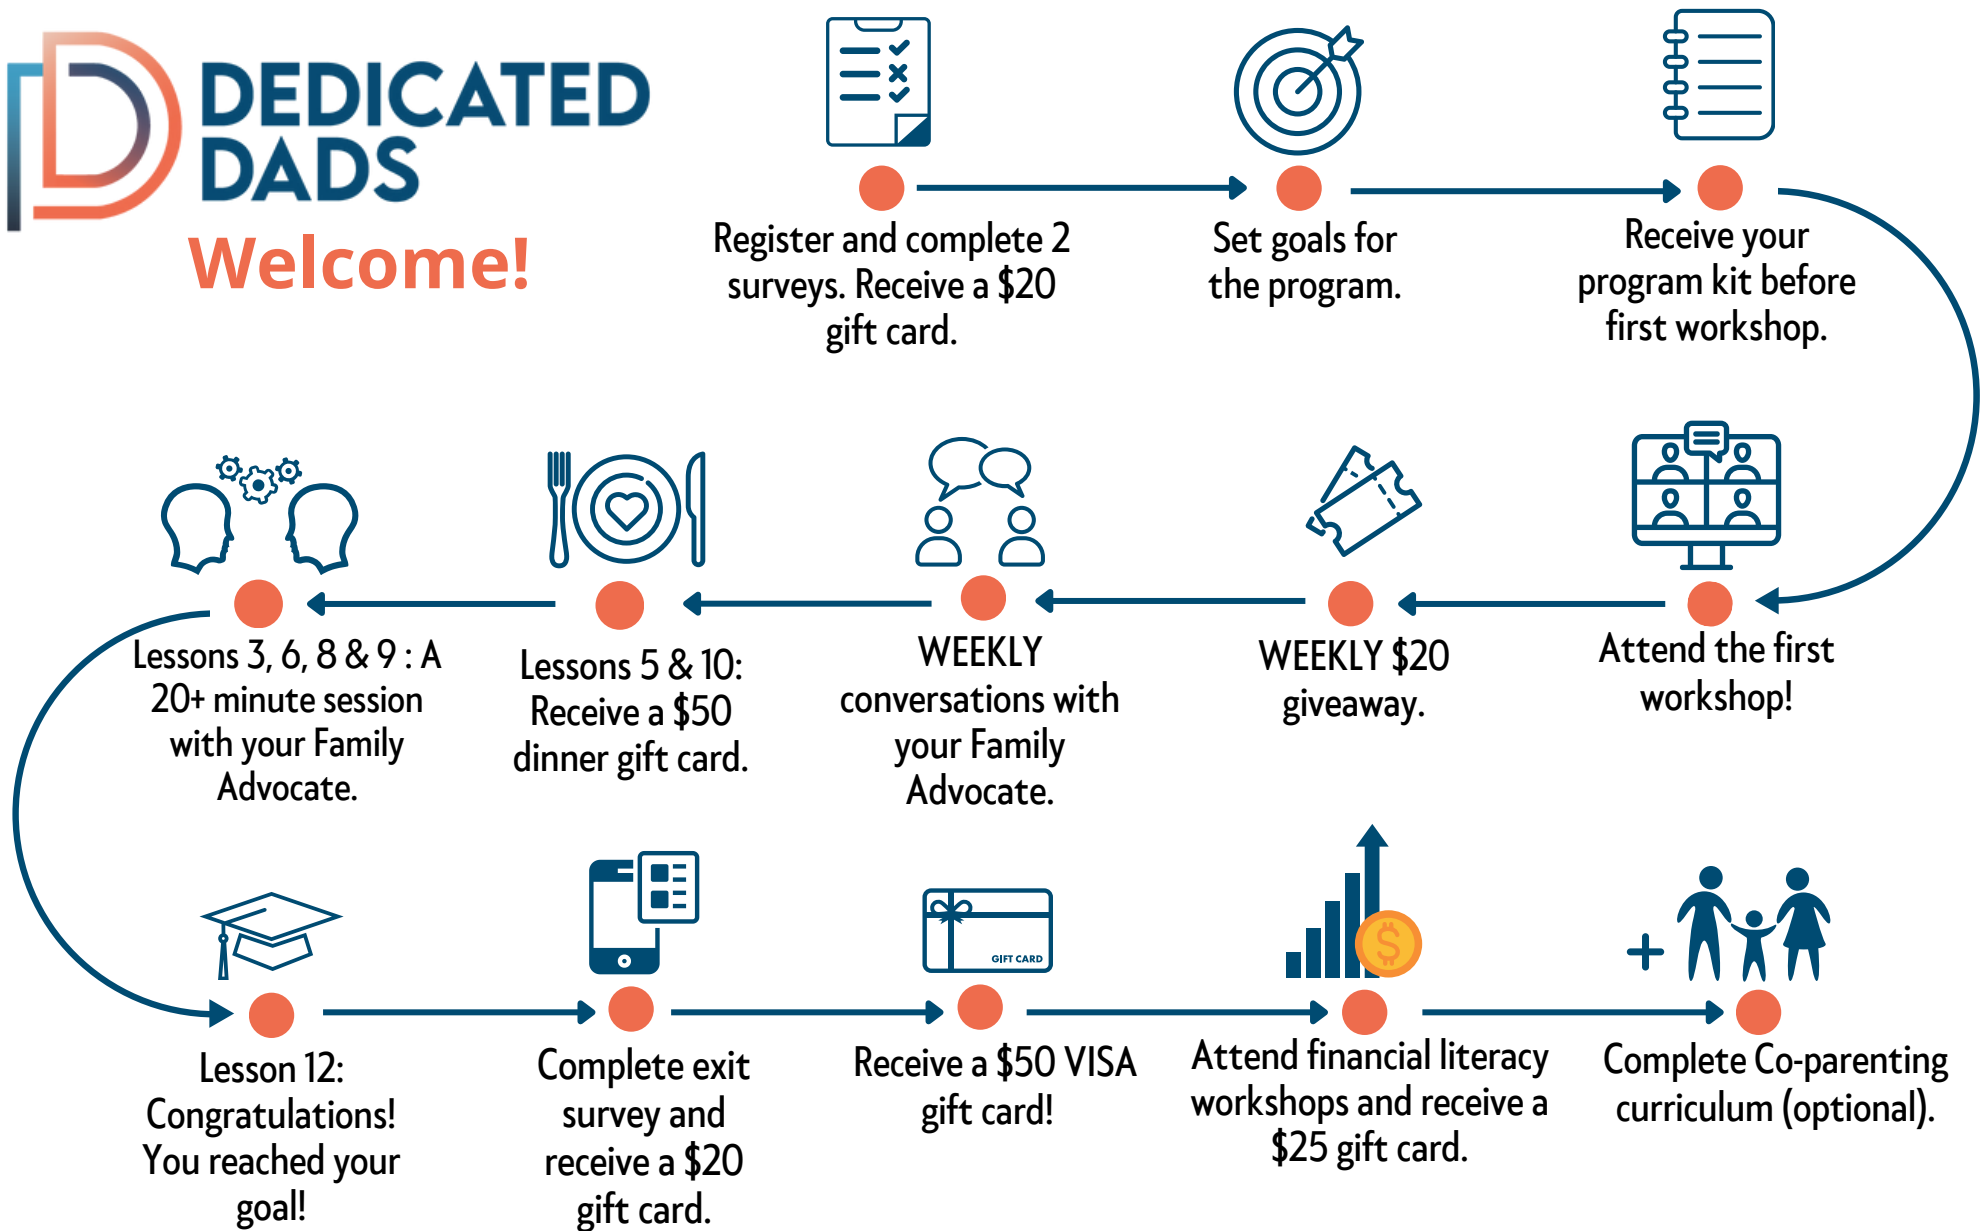 DEDICATED
DADS
Welcome!
Register and complete 2
surveys. Receive a $20
gift card.
Set goals for
the program.
Receive your
program kit before
first workshop.
Attend the first
workshop!
WEEKLY $20
giveaway.
WEEKLY
conversations with
your Family
Advocate.
Lessons 5 & 10:
Receive a $50
dinner gift card.
Lessons 3, 6, 8 & 9 : A
20+ minute session
with your Family
Advocate.
Lesson 12:
Congratulations!
You reached your
goal!
Complete exit
survey and
receive a $20
gift card.
GIFT CARD
Receive a $50 VISA
gift card!
$
Attend financial literacy
workshops and receive a
$25 gift card.
+
Complete Co-parenting
curriculum (optional).